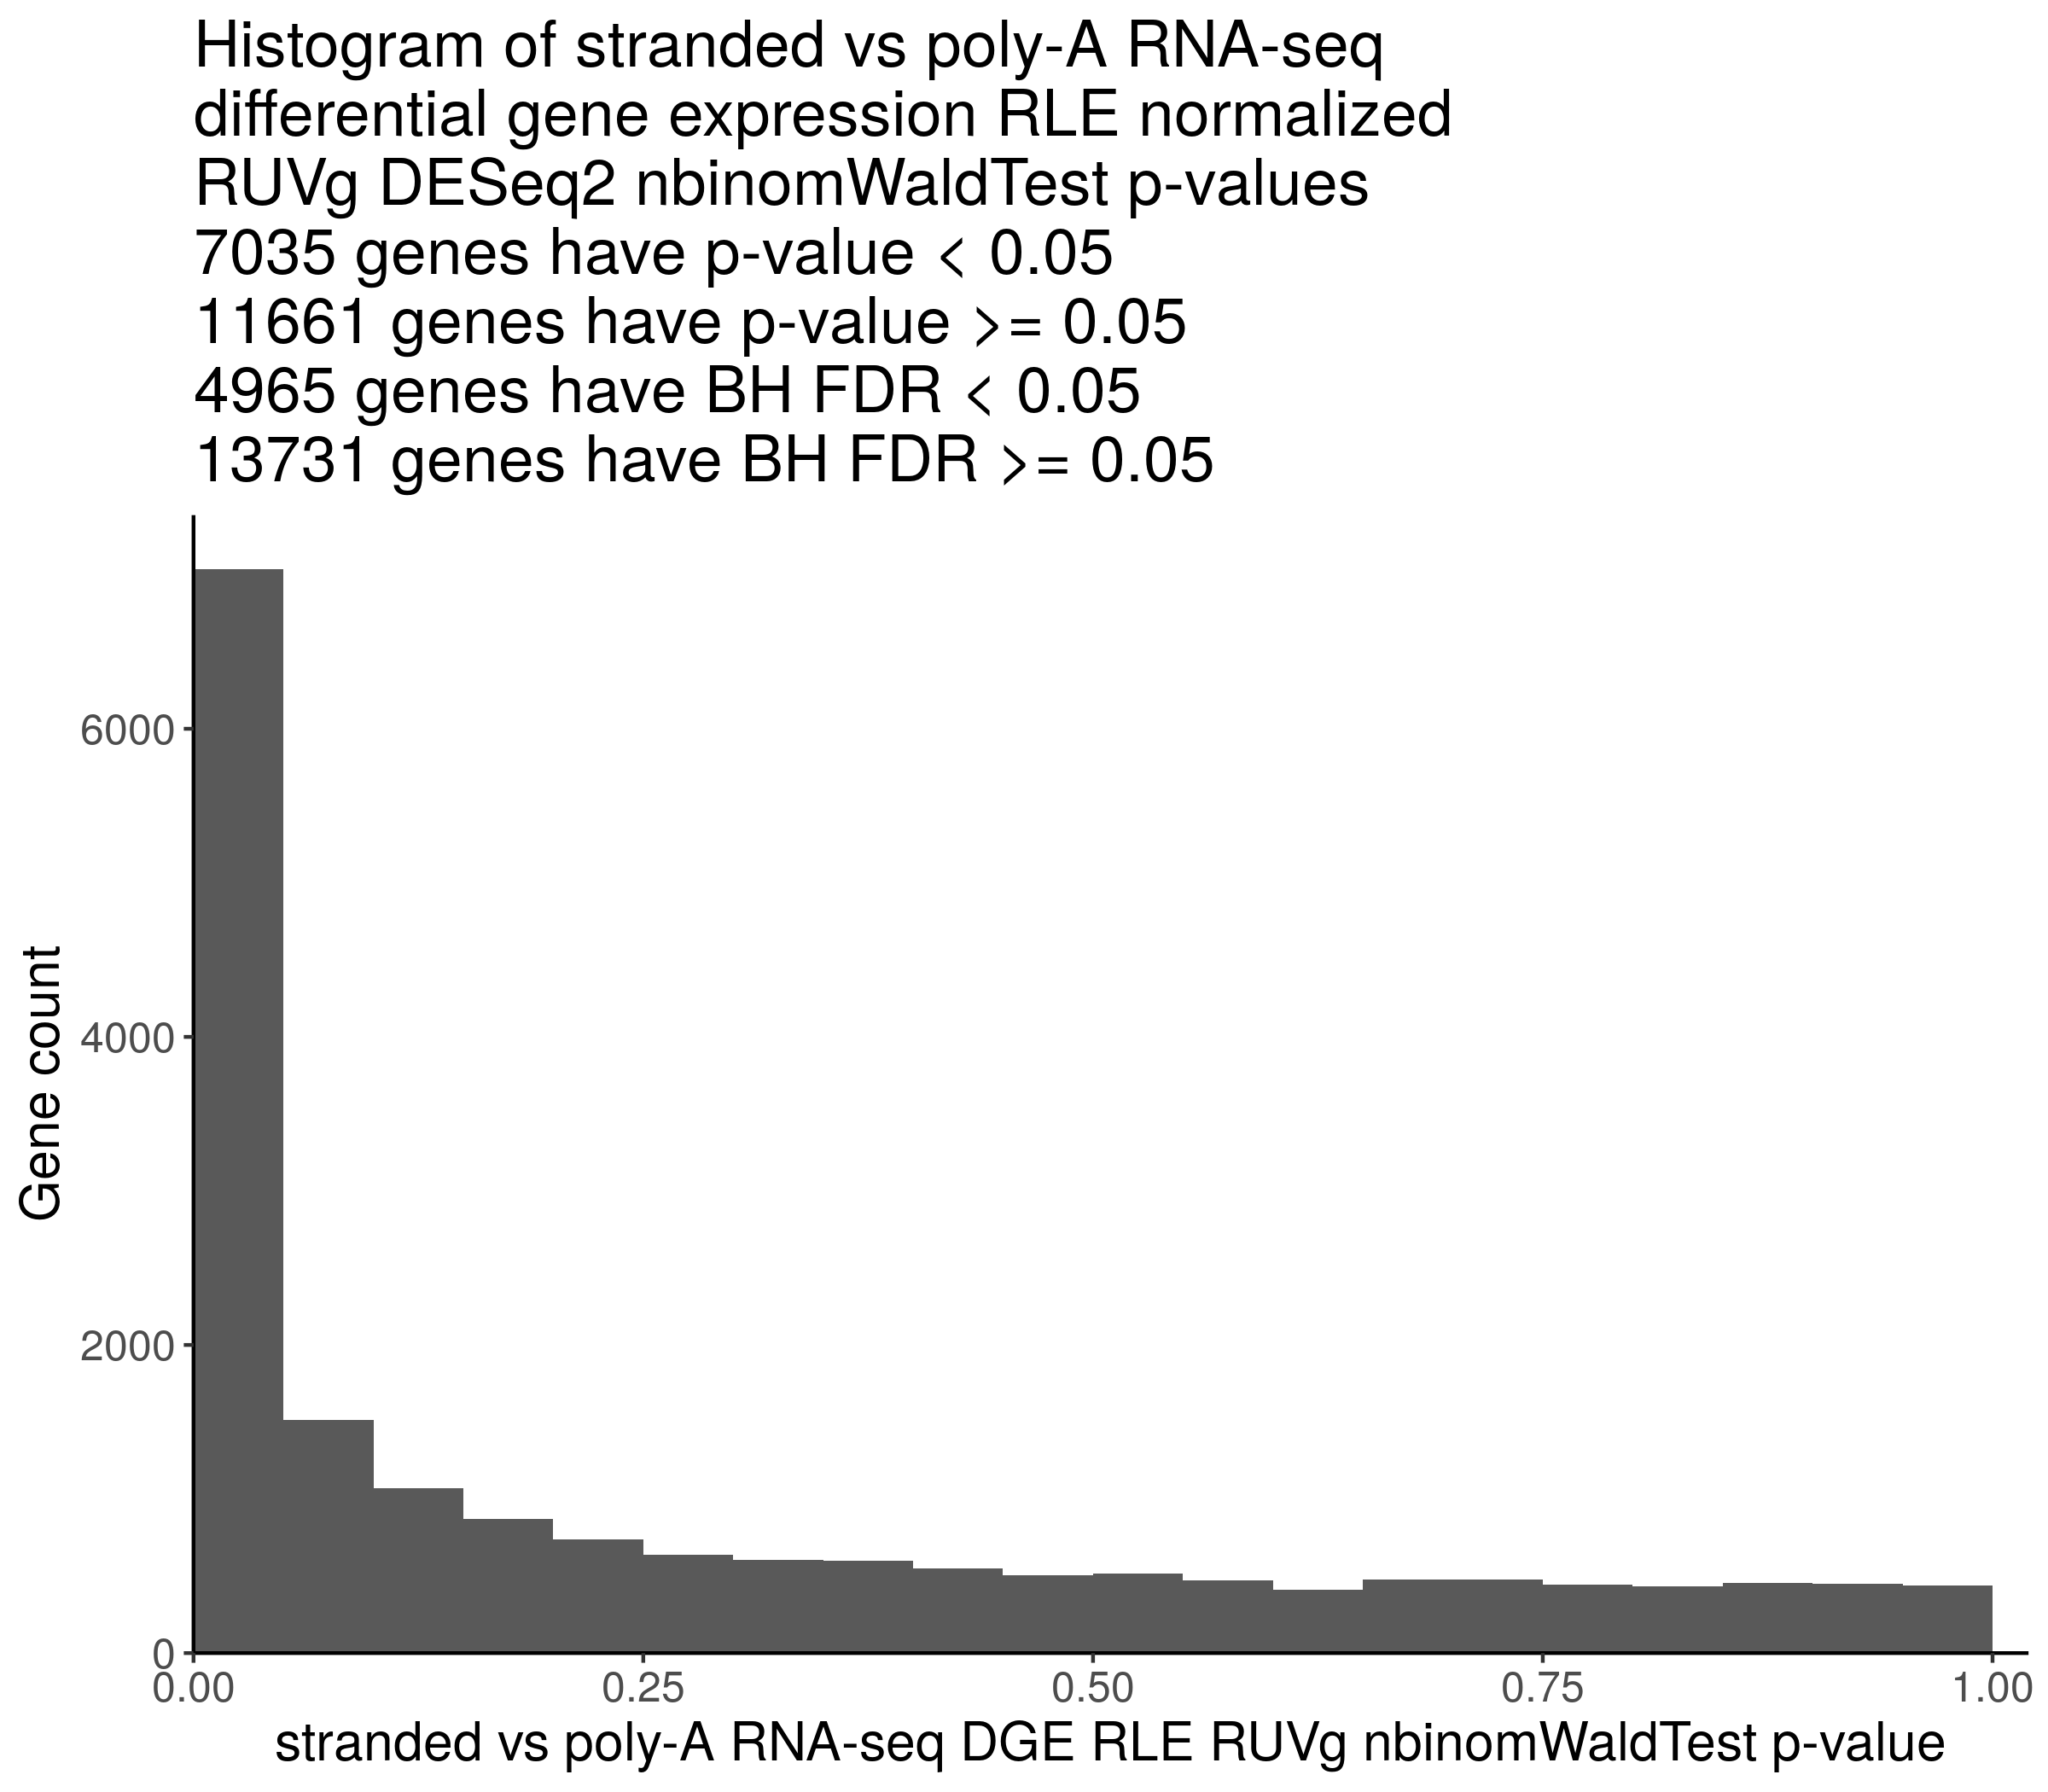 Histogram of stranded vs poly-A RNA-seq
differential gene expression RLE normalized
RUVg DESeq2 nbinomWaldTest p-values
7035 genes have p-value < 0.05
11661 genes have p-value >= 0.05
4965 genes have BH FDR < 0.05
13731 genes have BH FDR >= 0.05
Gene count
6000
4000
2000
0
0.00 0.25 0.50 0.75 1.00
stranded vs poly-A RNA-seq DGE RLE RUVg nbinomWaldTest p-value